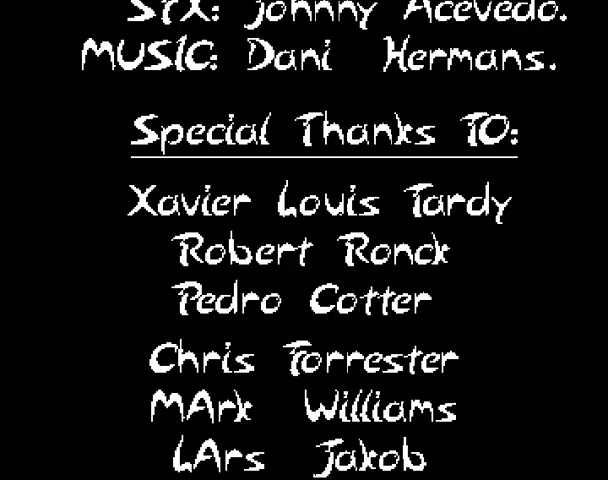 SFX: Johnny Acevedo.
MUSIC: Dani Hermans.
Special Thanks TO:
Xavier Louis Tardy
Robert Ronck
Pedro Cotter
Chris Torrester
MArk Williams
LArs Jakob